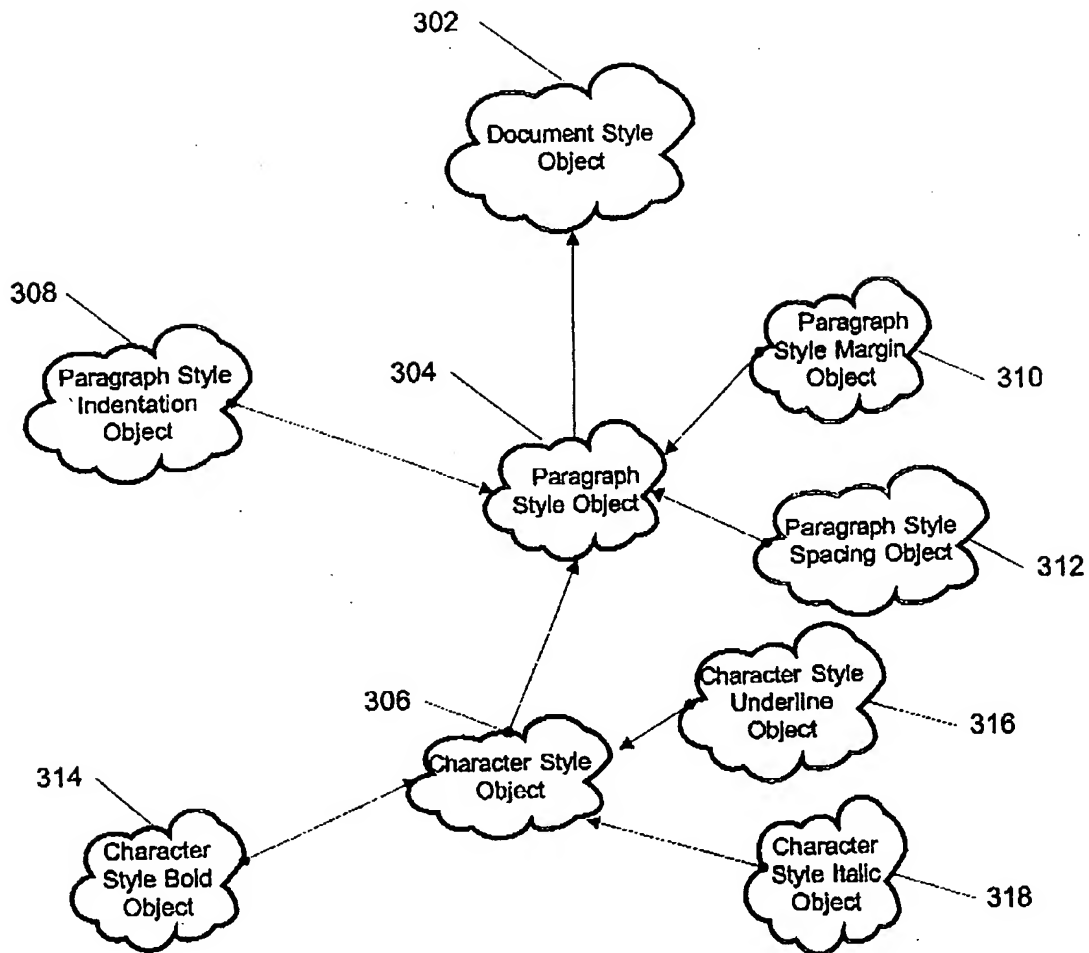 302
Document Style
Object
308
Paragraph Style
Indentation
Object
304
Paragraph
Style Margin
Object
310
Paragraph
Style Object
Paragraph Style
Spacing Object
312
306
Character Style
Underline
Object
316
Character Style
Object
314
Character
Style Bold
Object
Character
Style Italic
Object
318